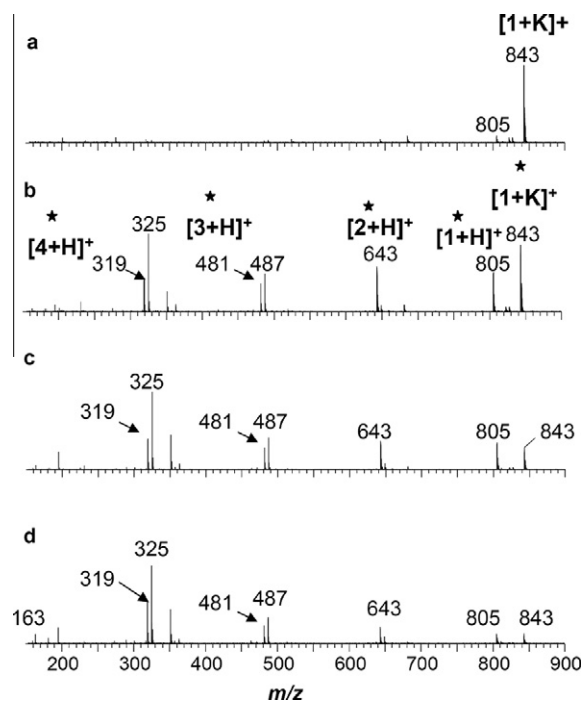 [1+K]+
a
843
805
b
★ ★ ★ ★ ★
[4+H]+ 325 [3+H]+ [2+H]+ [1+H]+ [1+K]+
319 481 487 643 805 843
c
325
319 481 487 643 805 843
d
325
319 481 487 643 805 843
163
200 300 400 500 600 700 800 900
m/z